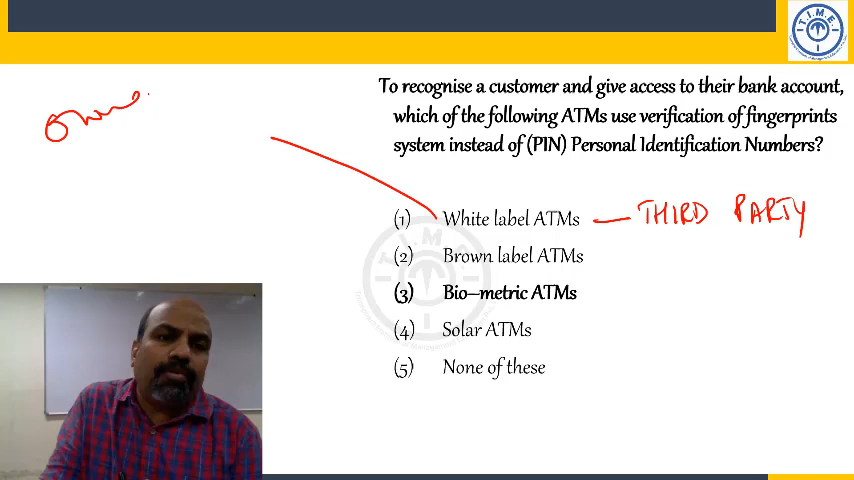 T.I.M.E.
To recognise a customer and give access to their bank account,
which of the following ATMs use verification of fingerprints
system instead of (PIN) Personal Identification Numbers?
(1) White label ATMs — THIRD PARTY
(2) Brown label ATMs
(3) Bio–metric ATMs
(4) Solar ATMs
(5) None of these